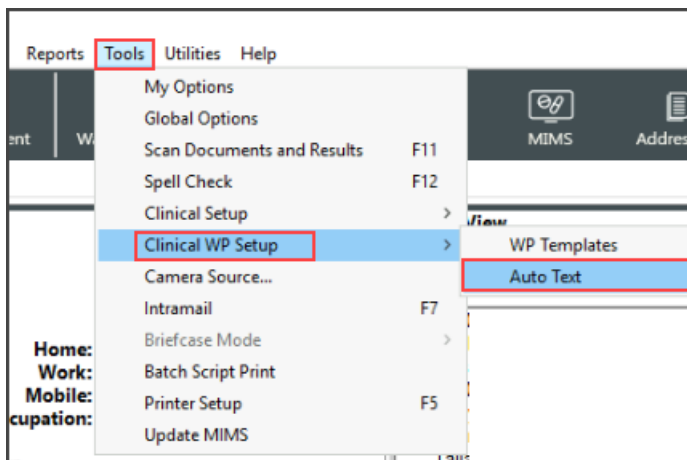 Reports Tools Utilities Help
My Options
Global Options
MIMS
Scan Documents and Results F11
Spell Check F12
Clinical Setup >
View
Clinical WP Setup >
WP Templates
Camera Source...
Auto Text
Intramail F7
Briefcase Mode >
Home:
Batch Script Print
Work:
Mobile:
Printer Setup F5
Update MIMS